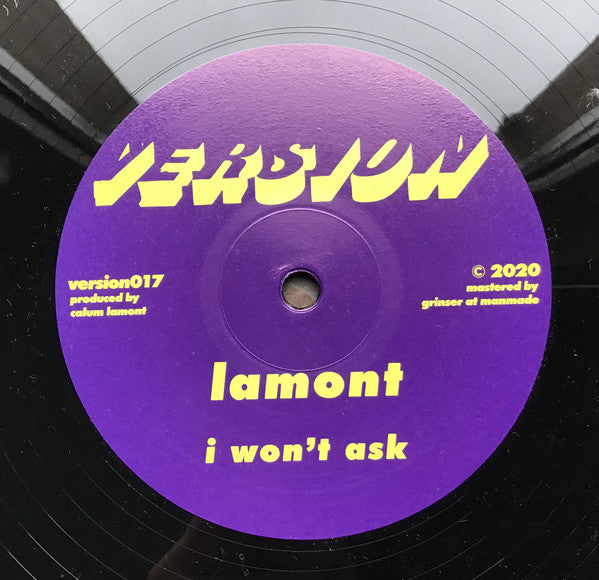 VERSION
version017
produced by
calum lamont
© 2020
mastered by
grinser at manmade
lamont
i won't ask